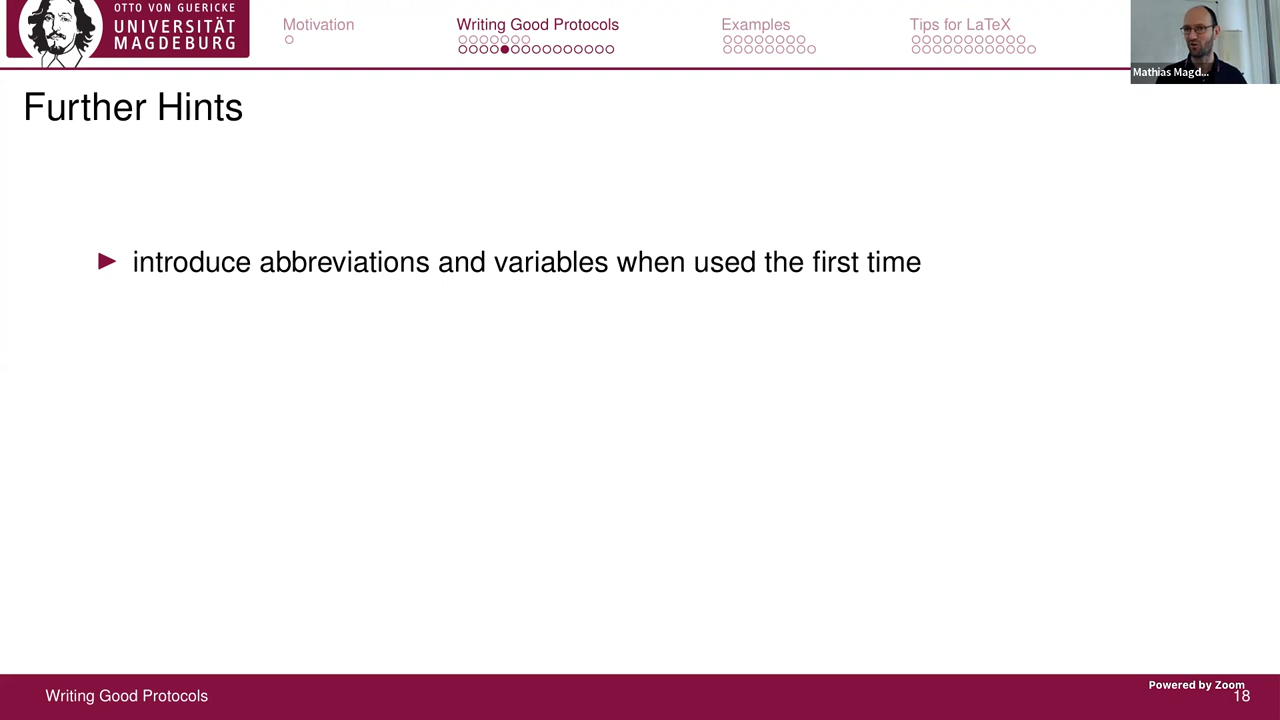 OTTO VON GUERICKE
UNIVERSITÄT
MAGDEBURG
Motivation
Writing Good Protocols
Examples
Tips for LaTeX
Mathias Magd...
Further Hints
introduce abbreviations and variables when used the first time
Writing Good Protocols
Powered by Zoom
18